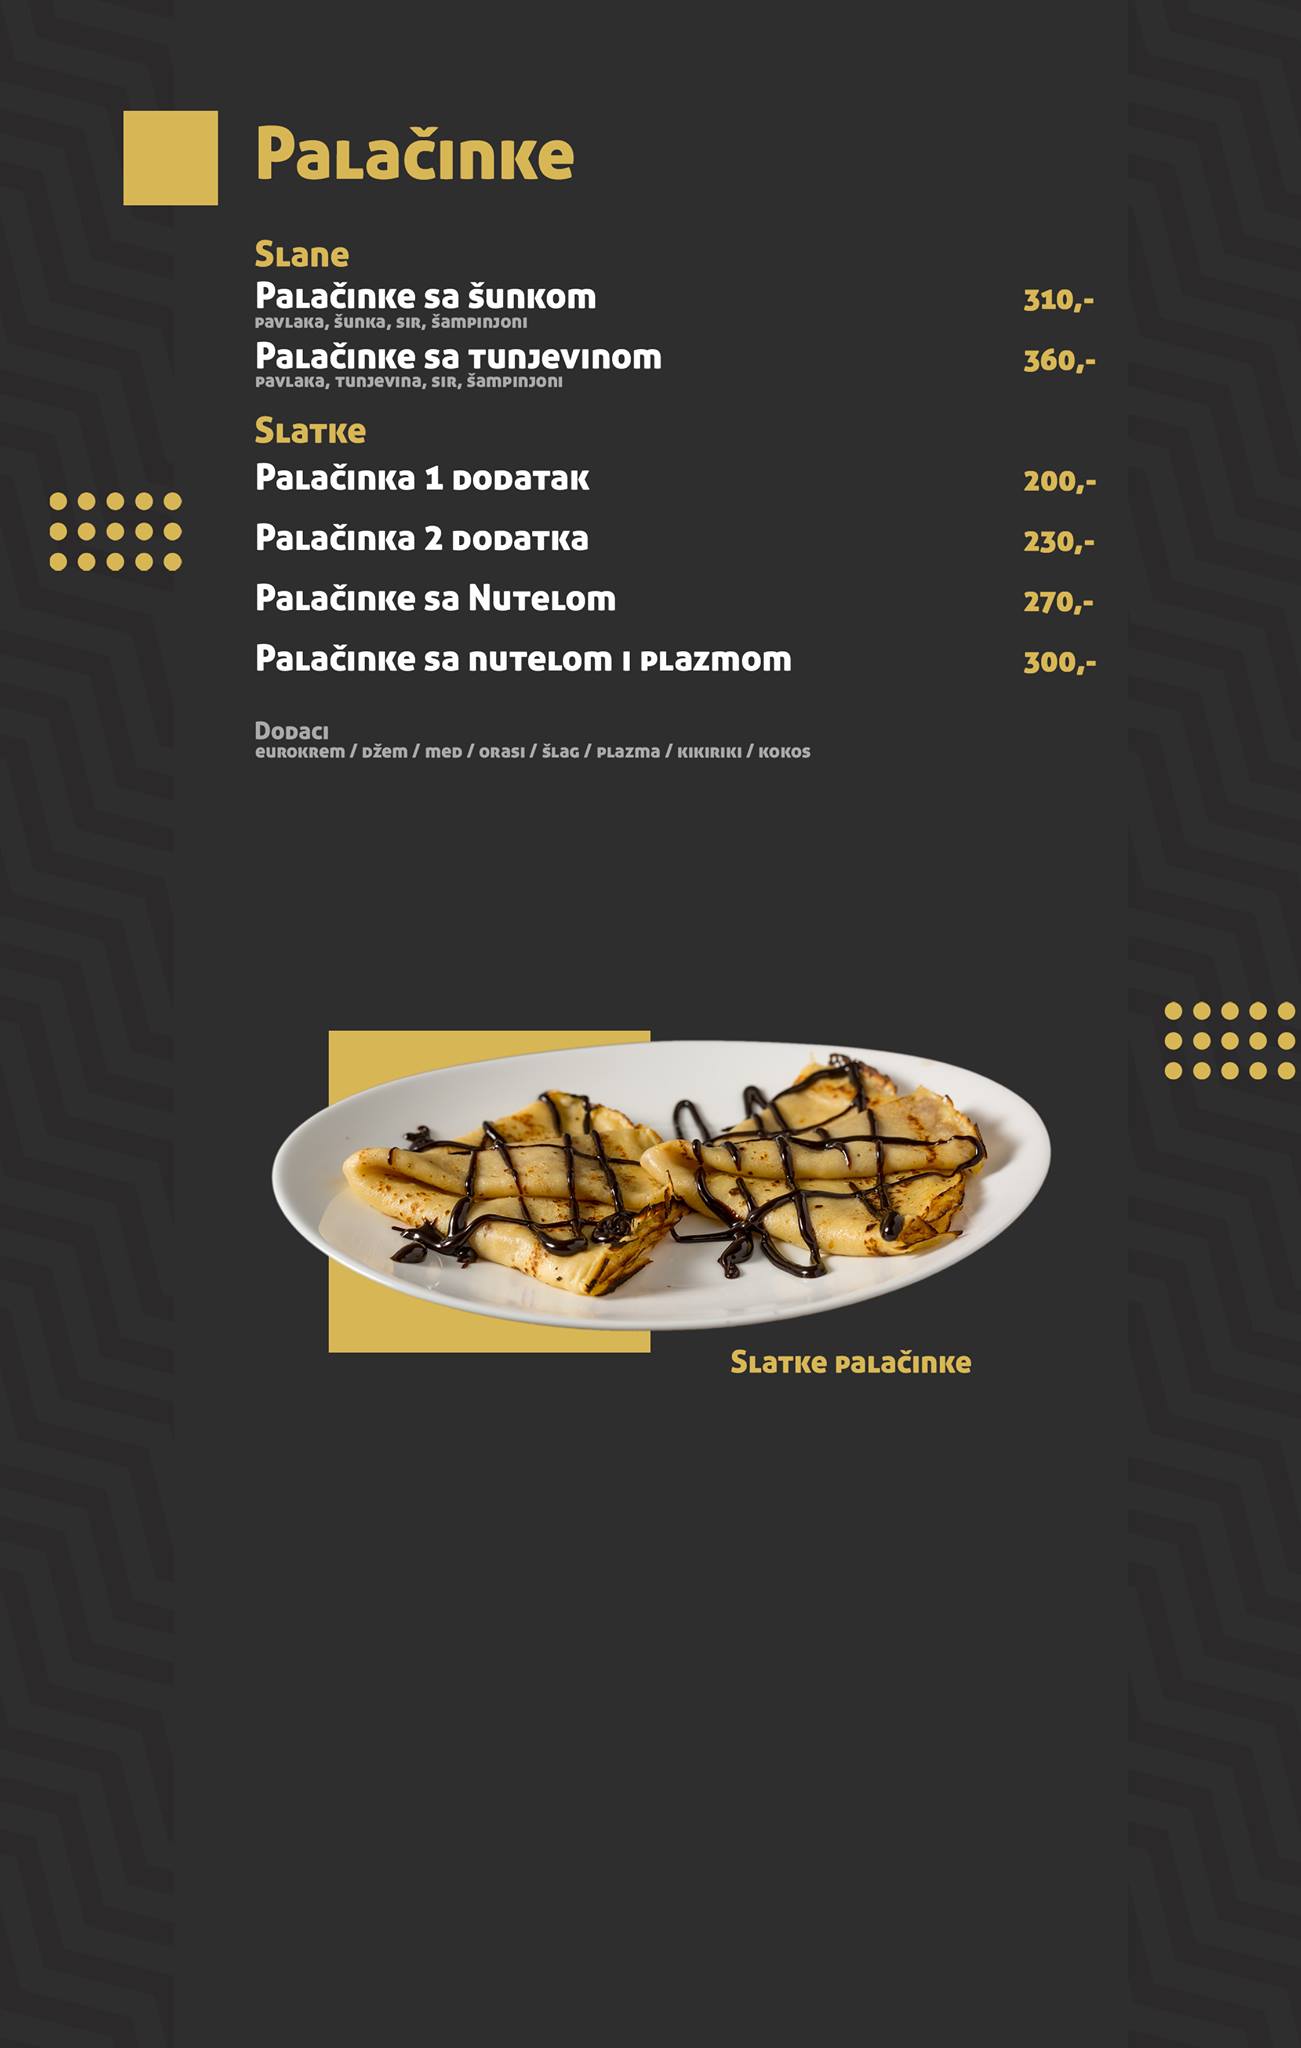 Palačinke
Slane
Palačinke sa šunkom 310,-
pavlaka, šunka, sir, šampinjoni
Palačinke sa tunjevinom 360,-
pavlaka, tunjevina, sir, šampinjoni
Slatke
Palačinka 1 dodatak 200,-
Palačinka 2 dodatka 230,-
Palačinke sa Nutelom 270,-
Palačinke sa nutelom i plazmom 300,-
Dodaci
eurokrem / džem / med / orasi / šlag / plazma / kikiriki / kokos
Slatke palačinke